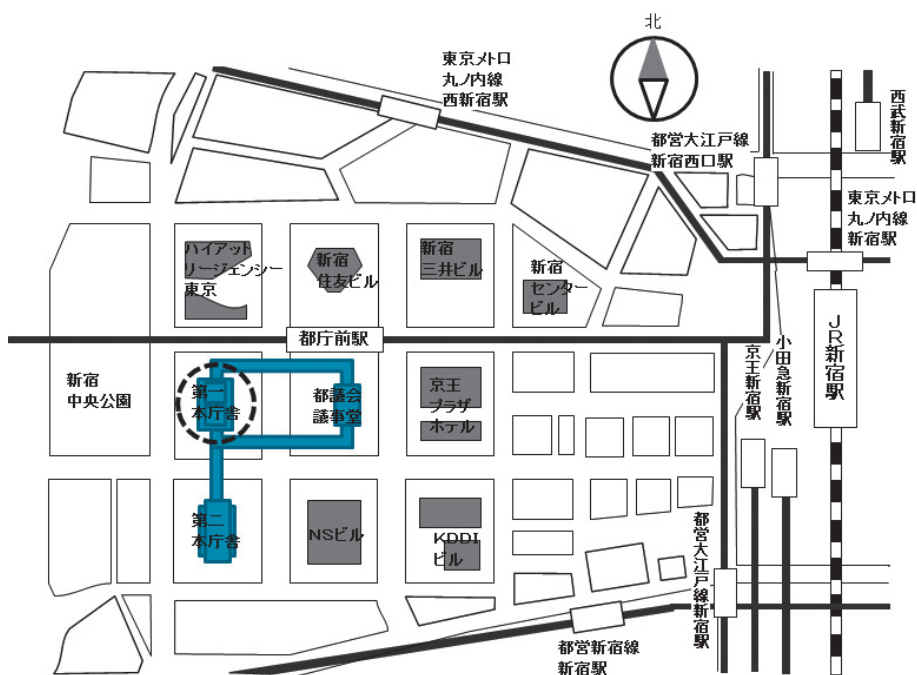 北
東京メトロ
丸ノ内線
西新宿駅
都営大江戸線
新宿西口駅
西武新宿駅
東京メトロ
丸ノ内線
新宿駅
ハイアット
リージェンシー
東京
新宿
住友ビル
新宿
三井ビル
新宿
センター
ビル
都庁前駅
JR新宿駅
小田急新宿駅
京王新宿駅
新宿
中央公園
第一
本庁舎
都議会
議事堂
京王
プラザ
ホテル
第二
本庁舎
NSビル
KDDI
ビル
都営大江戸線新宿駅
都営新宿線
新宿駅